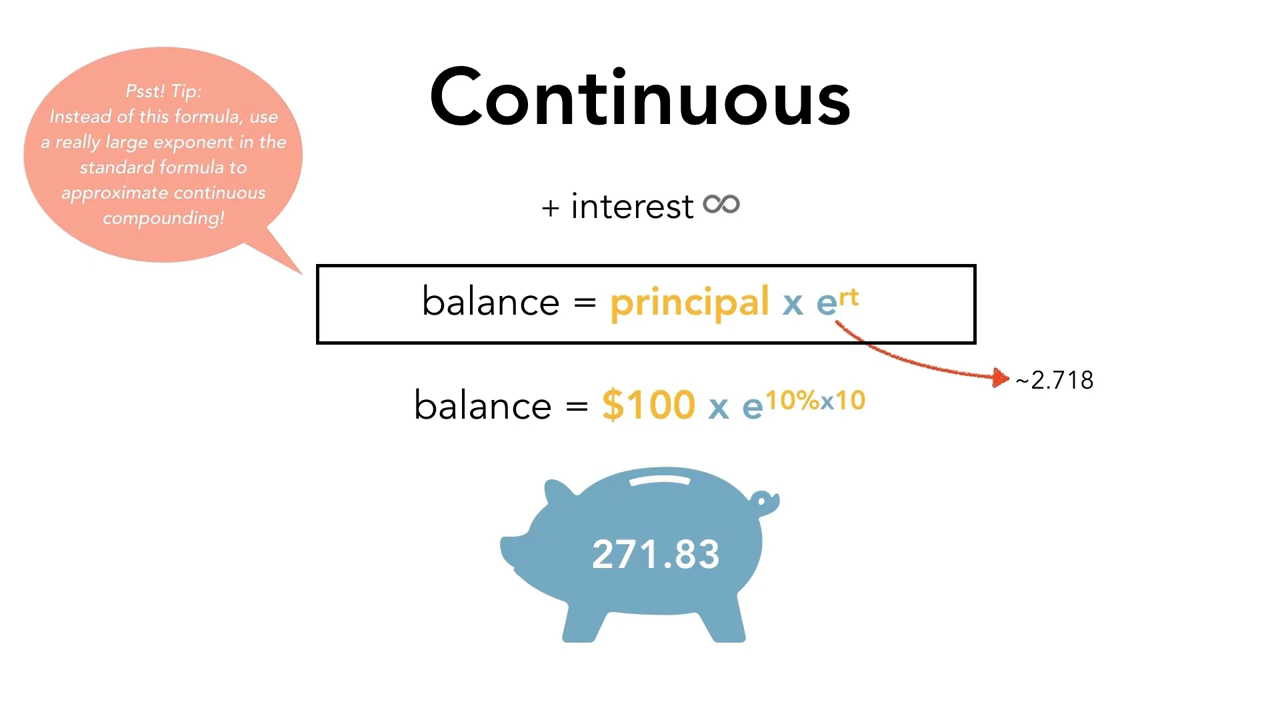 Continuous
Psst! Tip:
Instead of this formula, use
a really large exponent in the
standard formula to
approximate continuous
compounding!
+ interest ∞
balance = principal x e^rt
~2.718
balance = $100 x e^10%x10
271.83